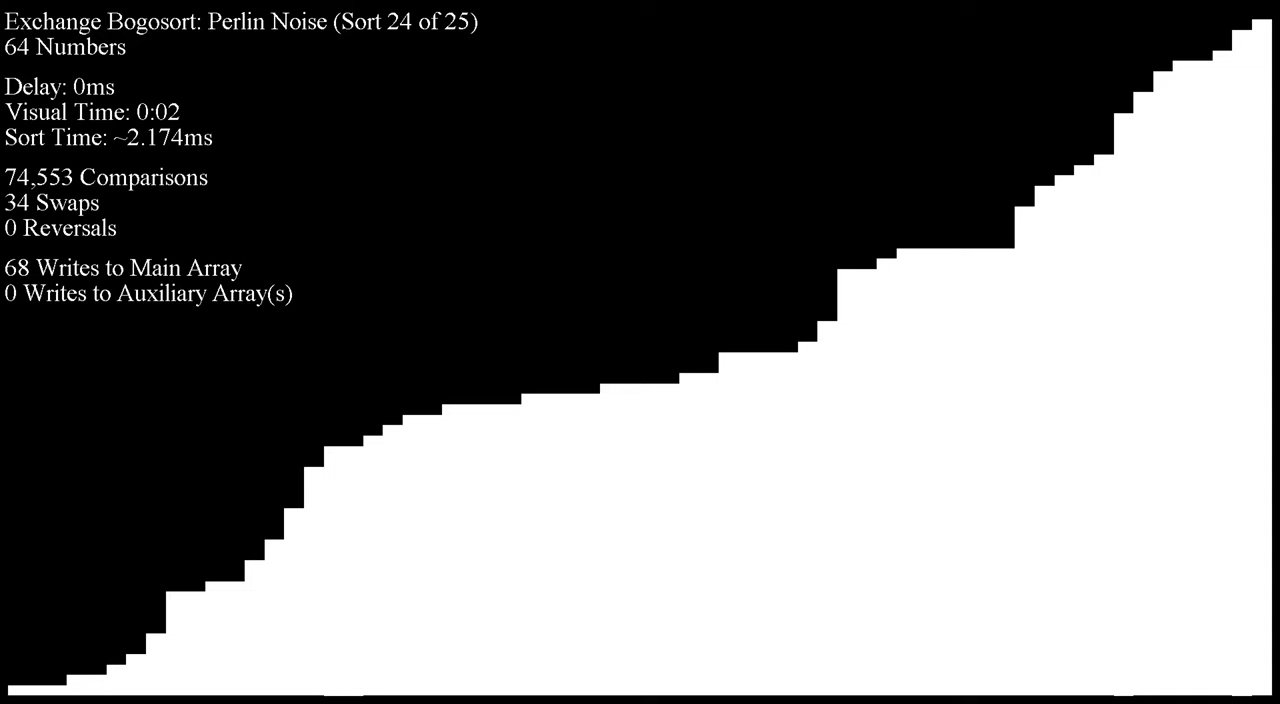 Exchange Bogosort: Perlin Noise (Sort 24 of 25)
64 Numbers
Delay: 0ms
Visual Time: 0:02
Sort Time: ~2.174ms
74,553 Comparisons
34 Swaps
0 Reversals
68 Writes to Main Array
0 Writes to Auxiliary Array(s)